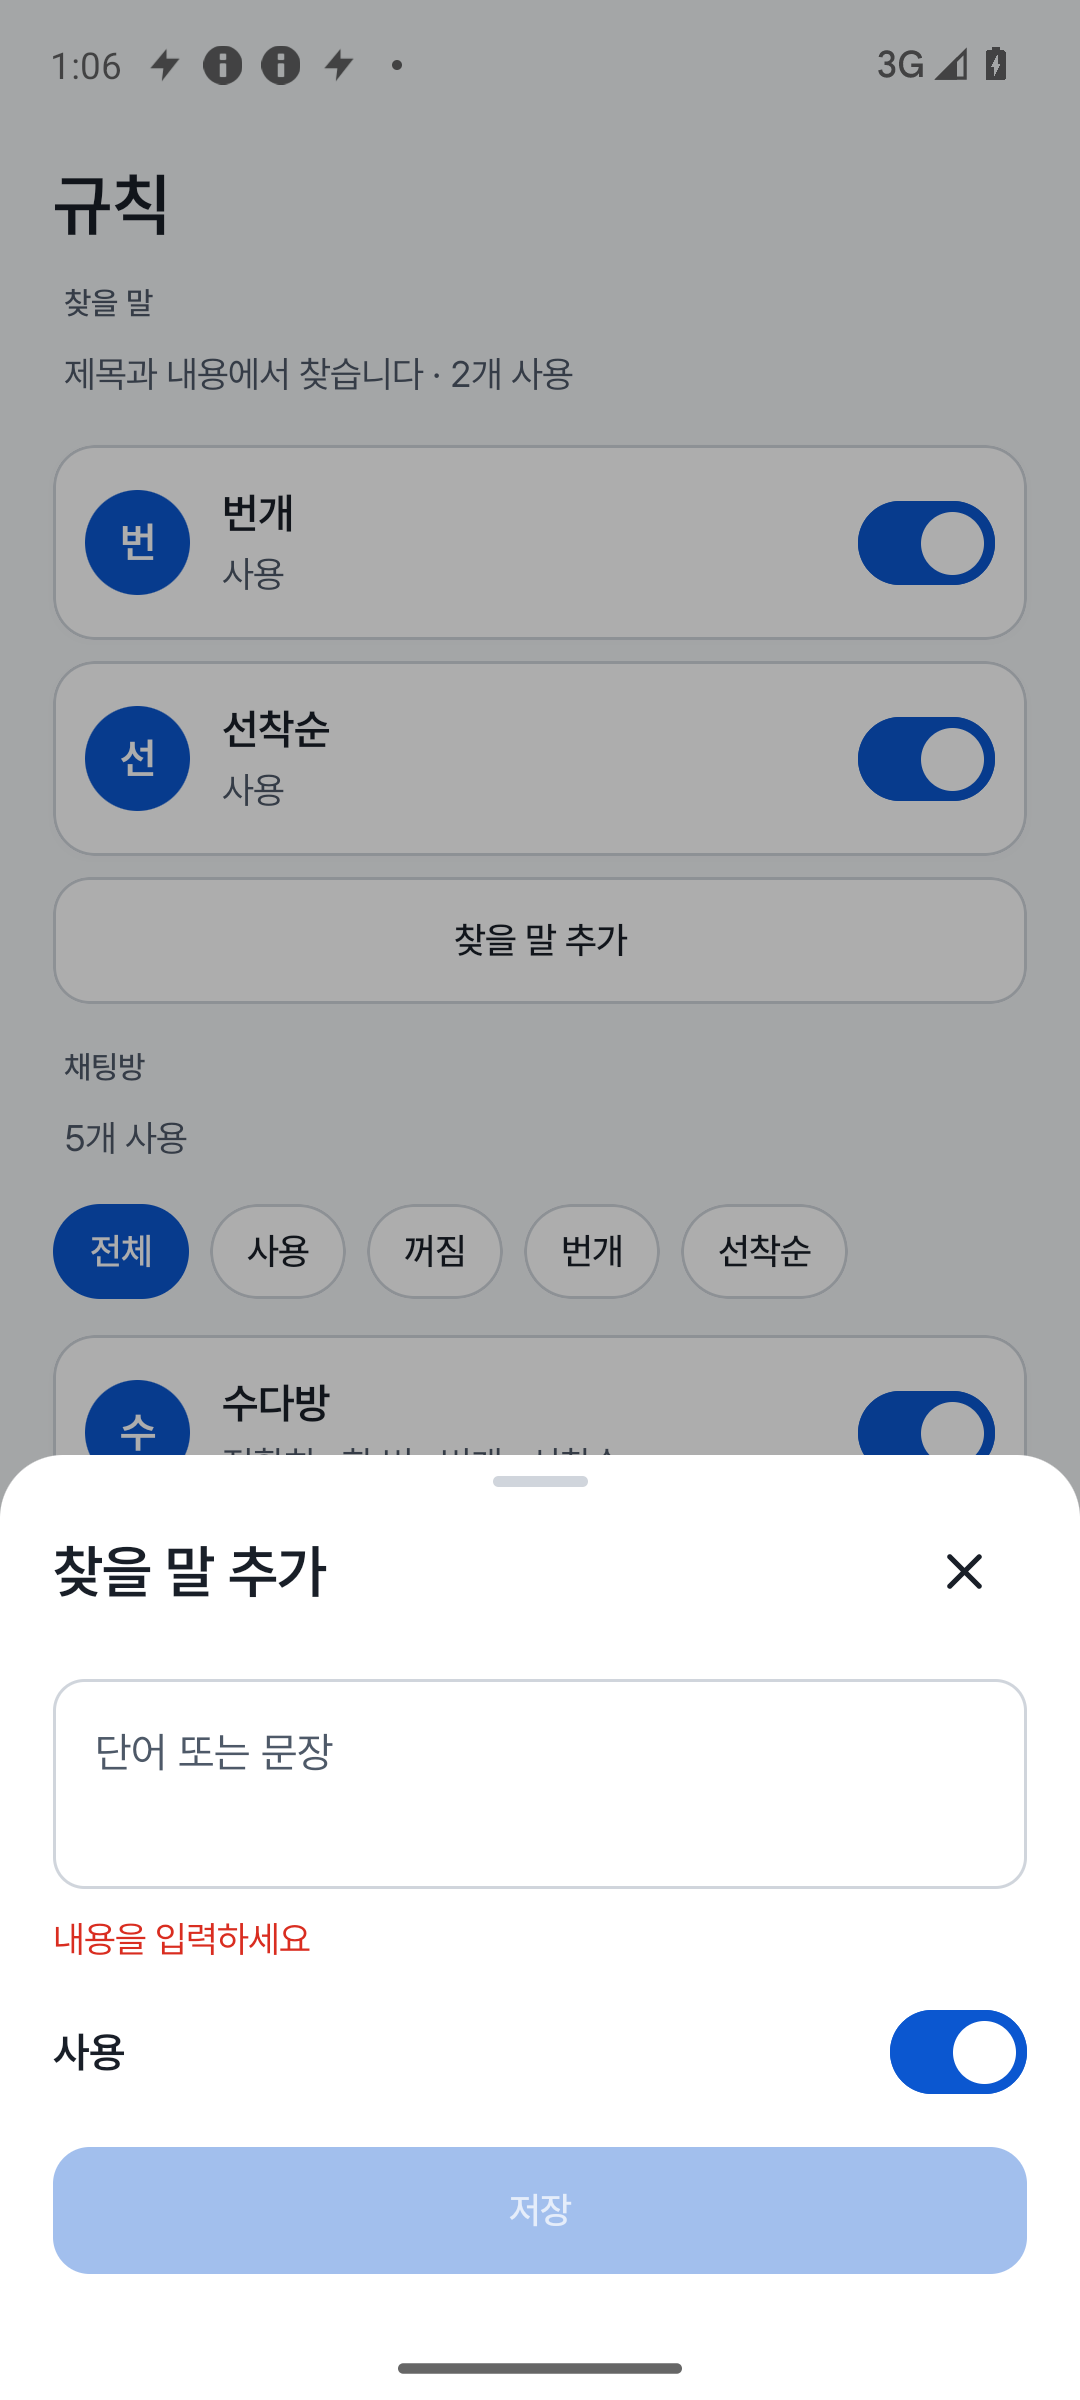 1:06
3G
규칙
찾을 말
제목과 내용에서 찾습니다 · 2개 사용
번
번개
사용
선
선착순
사용
찾을 말 추가
채팅방
5개 사용
전체
사용
꺼짐
번개
선착순
수
수다방
찾을 말 추가
단어 또는 문장
내용을 입력하세요
사용
저장